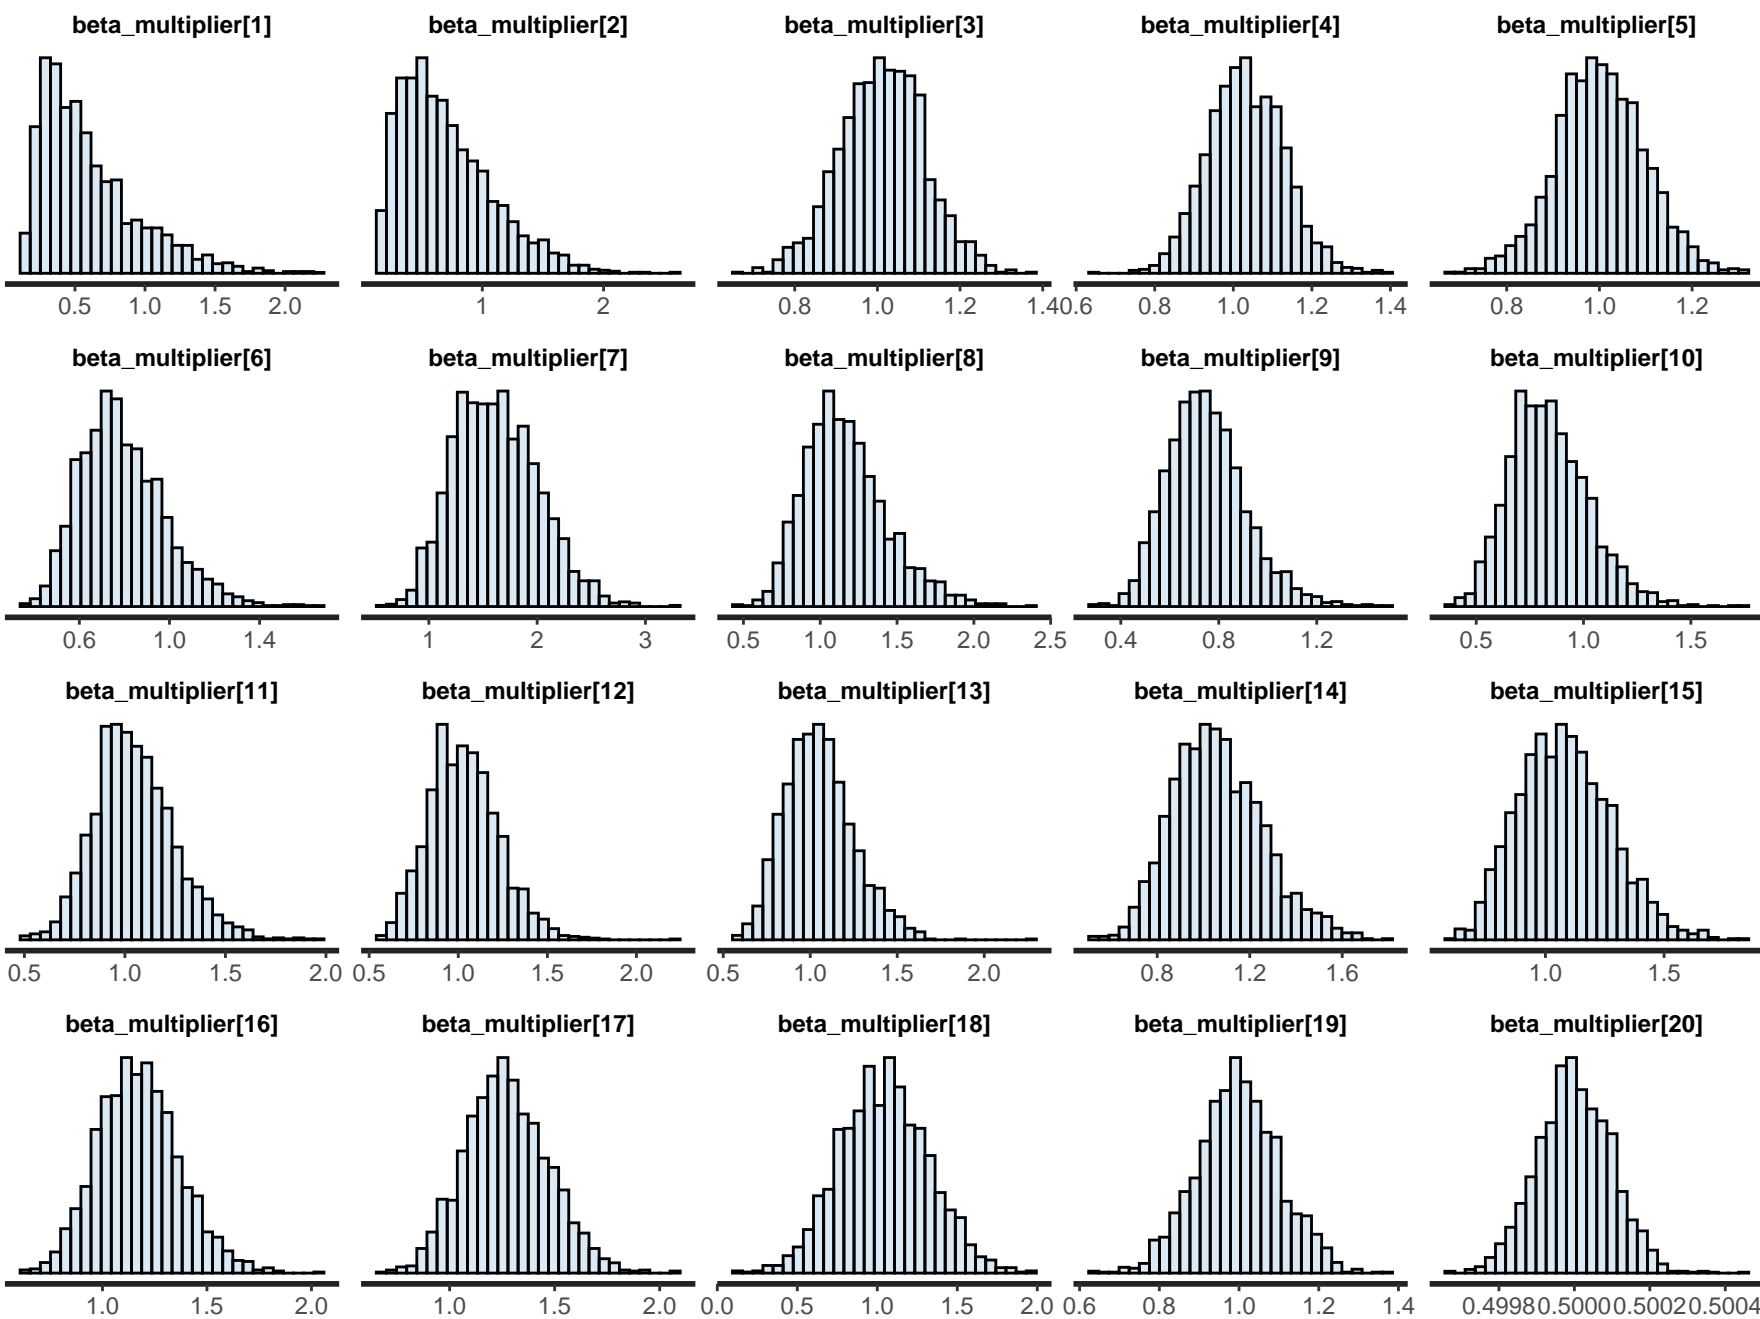 beta_multiplier[1] beta_multiplier[2] beta_multiplier[3] beta_multiplier[4] beta_multiplier[5]
0.5 1.0 1.5 2.0 1 2 0.8 1.0 1.2 1.4 0.6 0.8 1.0 1.2 1.4 0.8 1.0 1.2
beta_multiplier[6] beta_multiplier[7] beta_multiplier[8] beta_multiplier[9] beta_multiplier[10]
0.6 1.0 1.4 1 2 3 0.5 1.0 1.5 2.0 2.5 0.4 0.8 1.2 0.5 1.0 1.5
beta_multiplier[11] beta_multiplier[12] beta_multiplier[13] beta_multiplier[14] beta_multiplier[15]
0.5 1.0 1.5 2.0 0.5 1.0 1.5 2.0 0.5 1.0 1.5 2.0 0.8 1.2 1.6 1.0 1.5
beta_multiplier[16] beta_multiplier[17] beta_multiplier[18] beta_multiplier[19] beta_multiplier[20]
1.0 1.5 2.0 1.0 1.5 2.0 0.0 0.5 1.0 1.5 2.0 0.6 0.8 1.0 1.2 1.4 0.4998 0.5000 0.5002 0.5004